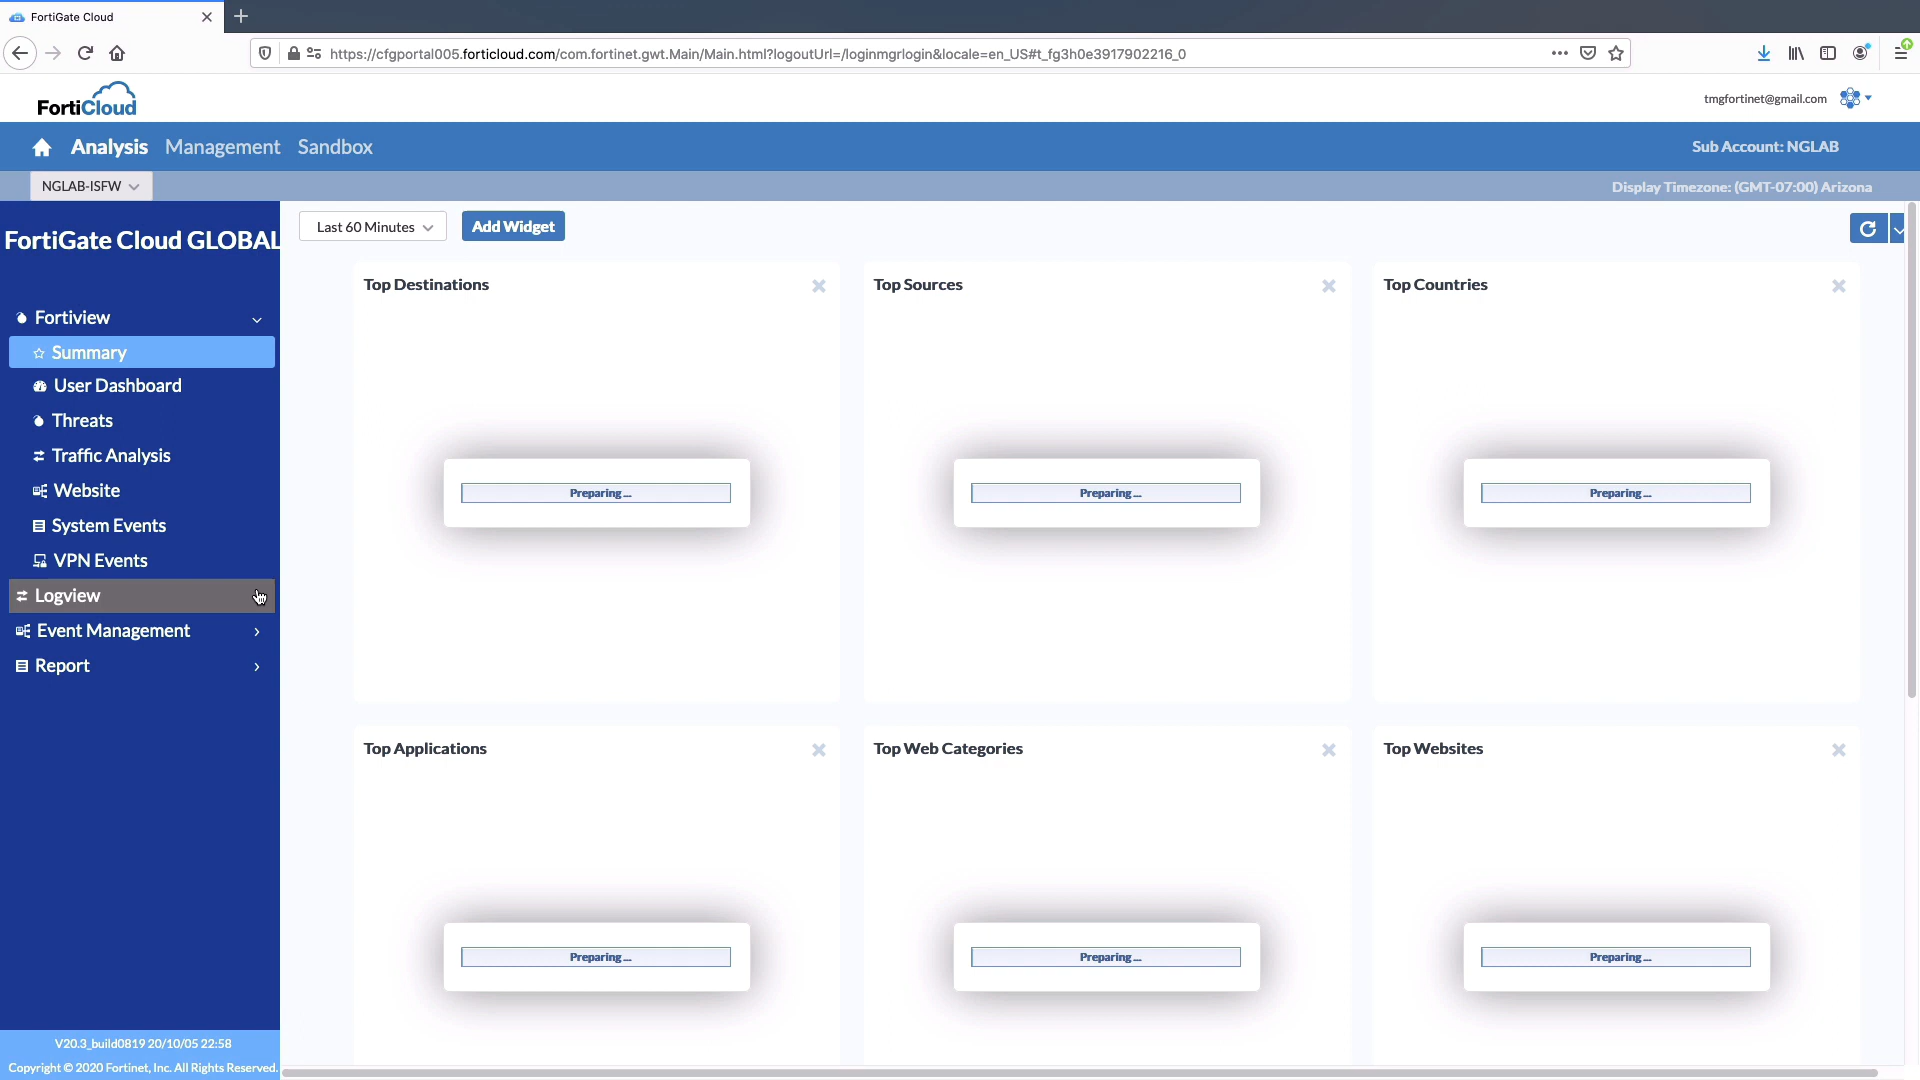 FortiGate Cloud
https://cfgportal005.forticloud.com/com.fortinet.gwt.Main/Main.html?logoutUrl=/loginmgrlogin&locale=en_US#t_fg3h0e3917902216_0
FortiCloud
tmgfortinet@gmail.com
Analysis Management Sandbox
Sub Account: NGLAB
NGLAB-ISFW
Display Timezone: (GMT-07:00) Arizona
FortiGate Cloud GLOBAL
Fortiview
Summary
User Dashboard
Threats
Traffic Analysis
Website
System Events
VPN Events
Logview
Event Management
Report
V20.3_build0819 20/10/05 22:58
Copyright © 2020 Fortinet, Inc. All Rights Reserved.
Last 60 Minutes
Add Widget
Top Destinations
Preparing ...
Top Sources
Preparing ...
Top Countries
Preparing ...
Top Applications
Preparing ...
Top Web Categories
Preparing ...
Top Websites
Preparing ...